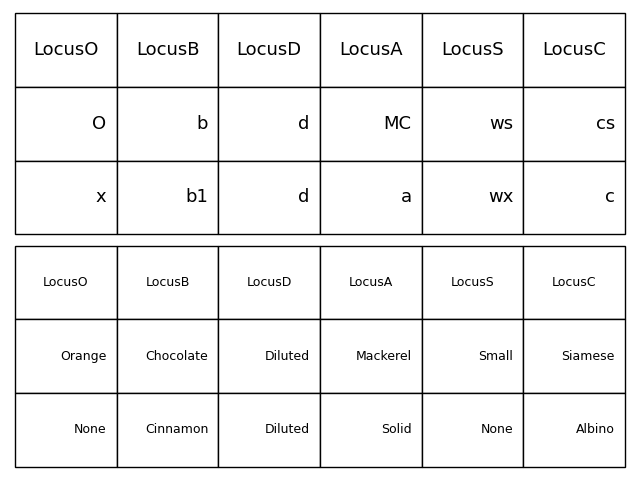 LocusO LocusB LocusD LocusA LocusS LocusC
O b d MC ws cs
x b1 d a wx c
LocusO LocusB LocusD LocusA LocusS LocusC
Orange Chocolate Diluted Mackerel Small Siamese
None Cinnamon Diluted Solid None Albino